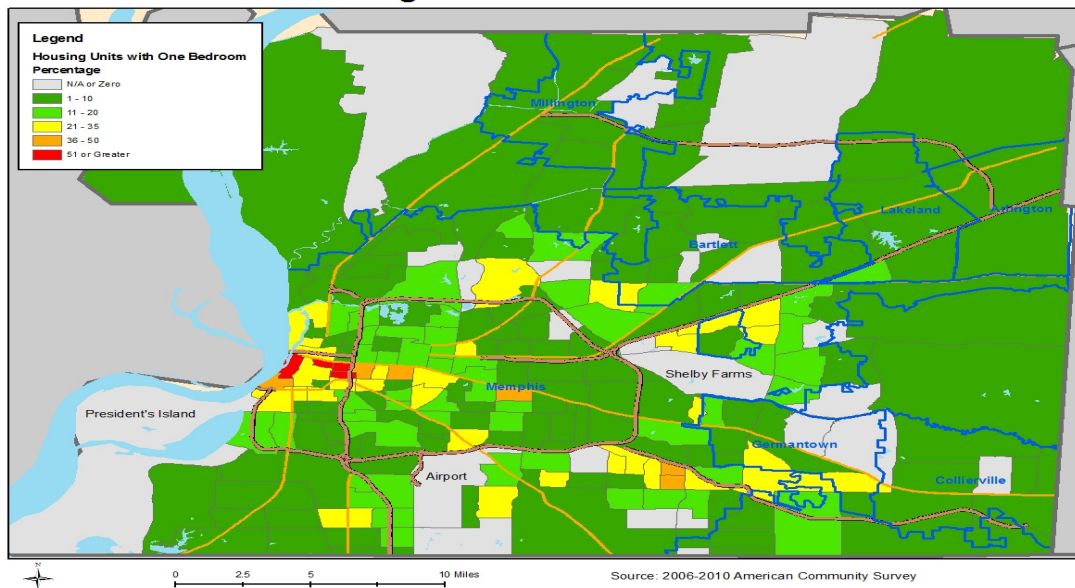 Legend
Housing Units with One Bedroom
Percentage
N/A or Zero
1 - 10
11 - 20
21 - 35
36 - 50
51 or Greater
Millington
Lakeland
Arlington
Bartlett
Shelby Farms
Memphis
President's Island
Germantown
Airport
Collierville
N
0 2.5 5 10 Miles
Source: 2006-2010 American Community Survey